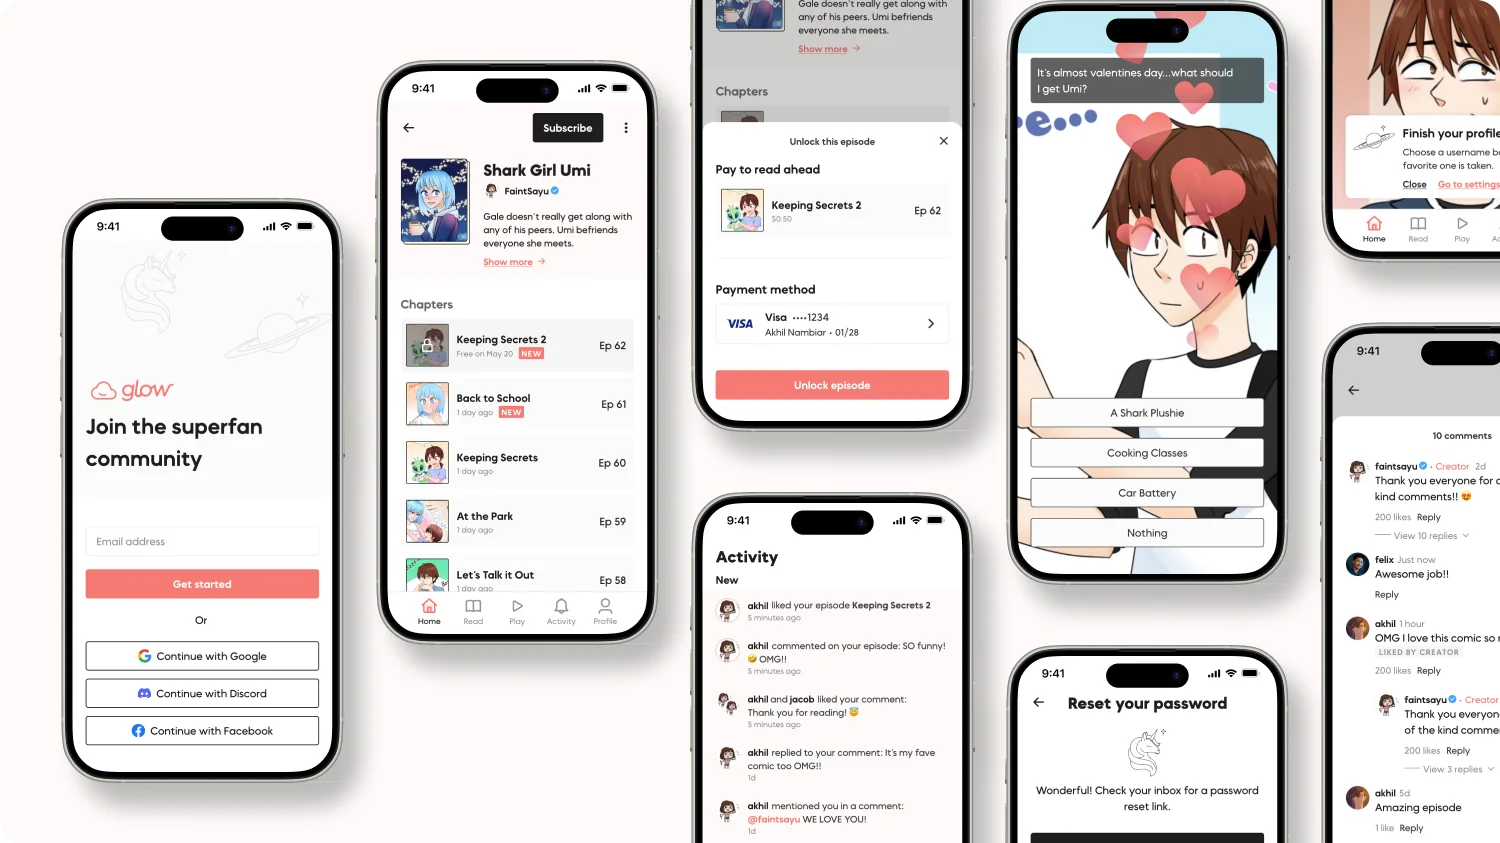 9:41
glow
Join the superfan
community
Email address
Get started
Or
Continue with Google
Continue with Discord
Continue with Facebook
9:41
Subscribe
Shark Girl Umi
FaintSayu
Gale doesn't really get along with
any of his peers. Umi befriends
everyone she meets.
Show more
Chapters
Keeping Secrets 2
Free on May 20 NEW
Ep 62
Back to School
1 day ago NEW
Ep 61
Keeping Secrets
1 day ago
Ep 60
At the Park
1 day ago
Ep 59
Let's Talk it Out
1 day ago
Ep 58
Home
Read
Play
Activity
Profile
Gale doesn't really get along with
any of his peers. Umi befriends
everyone she meets.
Show more
Chapters
Unlock this episode
Pay to read ahead
Keeping Secrets 2
$0.50
Ep 62
Payment method
VISA
Visa ••••1234
Akhil Nambiar • 01/28
Unlock episode
9:41
Activity
New
akhil liked your episode Keeping Secrets 2
5 minutes ago
akhil commented on your episode: SO funny!
🤣 OMG!!
5 minutes ago
akhil and jacob liked your comment:
Thank you for reading! 😇
5 minutes ago
akhil replied to your comment: It's my fave
comic too OMG!!
1d
akhil mentioned you in a comment:
@faintsayu WE LOVE YOU!
1d
It's almost valentines day...what should
I get Umi?
e...
A Shark Plushie
Cooking Classes
Car Battery
Nothing
9:41
Reset your password
Wonderful! Check your inbox for a password
reset link.
Finish your profile
Choose a username be
favorite one is taken.
Close
Go to settings
Home
Read
Play
9:41
10 comments
faintsayu • Creator 2d
Thank you everyone for
kind comments!! 😍
200 likes Reply
View 10 replies
felix Just now
Awesome job!!
Reply
akhil 1 hour
OMG I love this comic so
LIKED BY CREATOR
200 likes Reply
faintsayu • Creator
Thank you everyon
of the kind comme
200 likes Reply
View 3 replies
akhil 5d
Amazing episode
1 like Reply